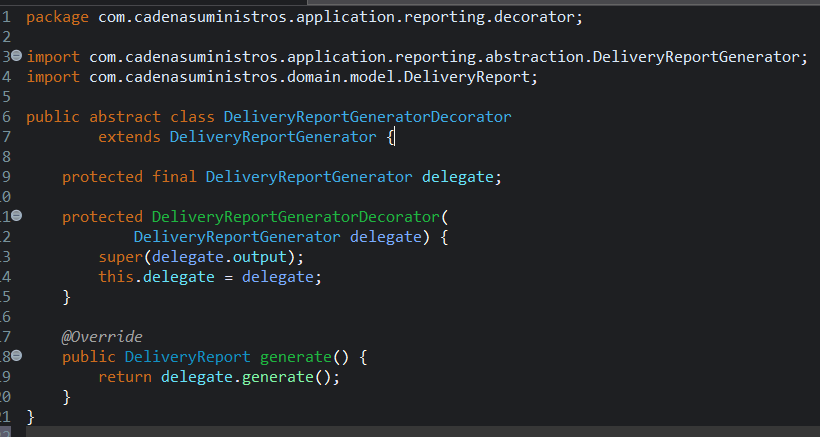 1 package com.cadenasuministros.application.reporting.decorator;
2
3 import com.cadenasuministros.application.reporting.abstraction.DeliveryReportGenerator;
4 import com.cadenasuministros.domain.model.DeliveryReport;
5
6 public abstract class DeliveryReportGeneratorDecorator
7         extends DeliveryReportGenerator {
8
9     protected final DeliveryReportGenerator delegate;
.0
.1     protected DeliveryReportGeneratorDecorator(
.2             DeliveryReportGenerator delegate) {
.3         super(delegate.output);
.4         this.delegate = delegate;
.5     }
.6
.7     @Override
.8     public DeliveryReport generate() {
.9         return delegate.generate();
20     }
21 }
22